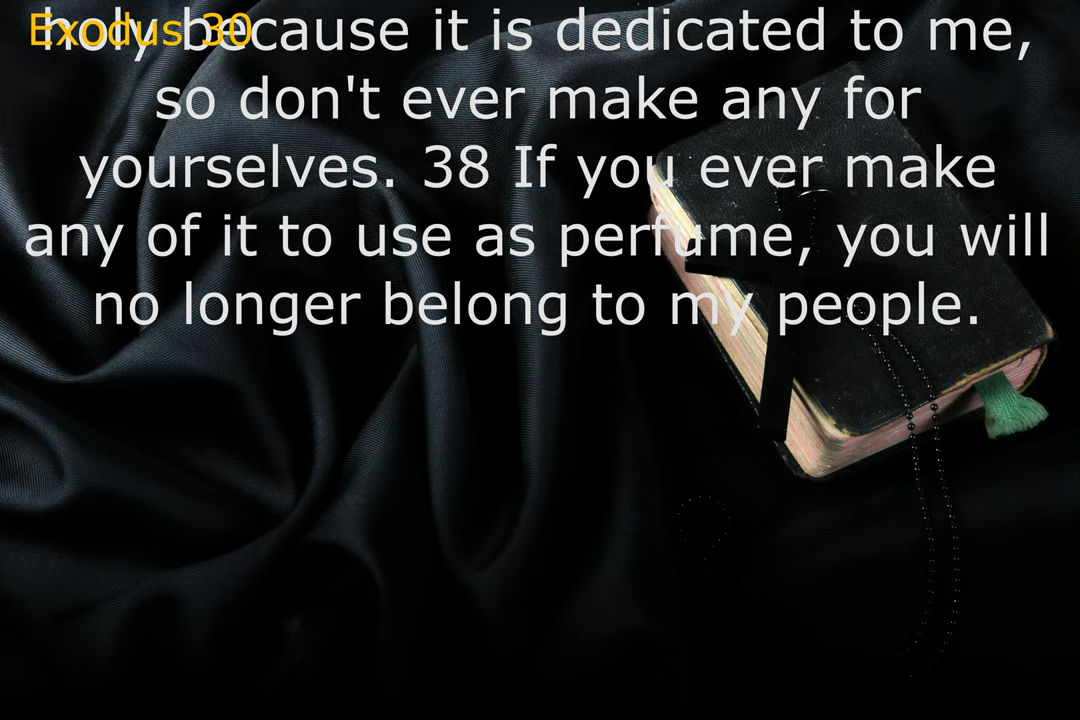 Exodus 30
holy because it is dedicated to me,
so don't ever make any for
yourselves. 38 If you ever make
any of it to use as perfume, you will
no longer belong to my people.